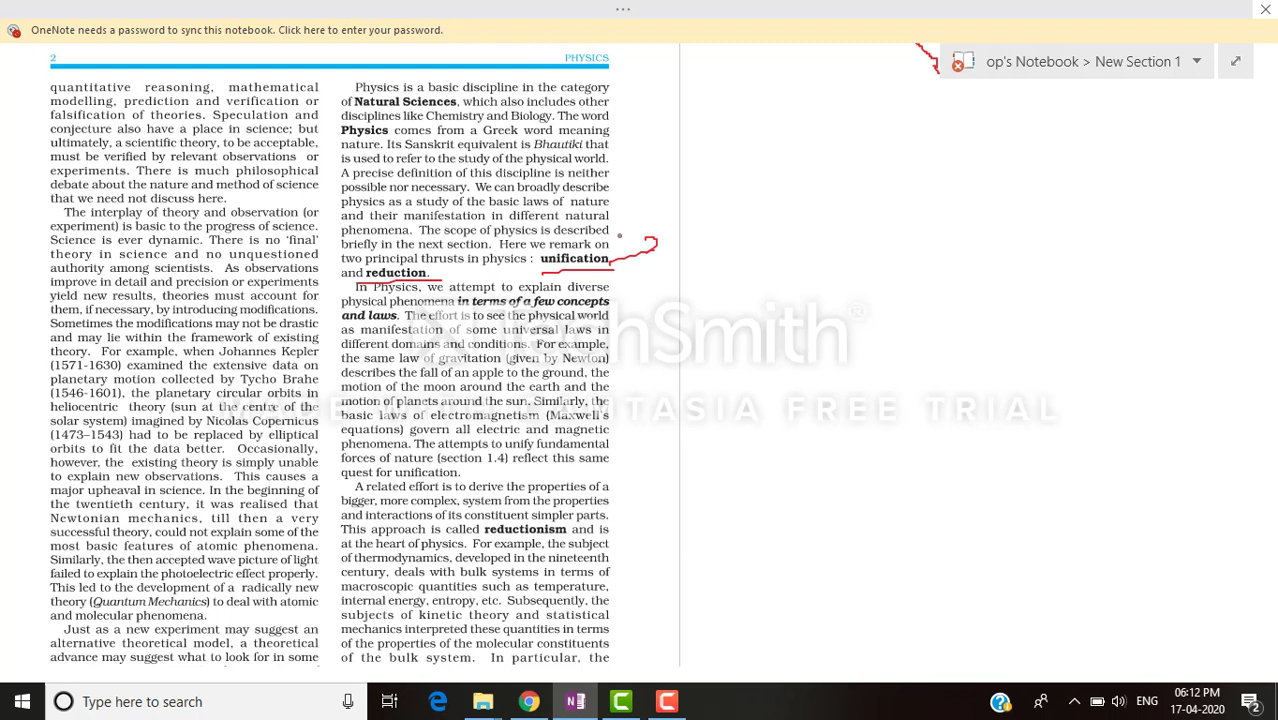 OneNote needs a password to sync this notebook. Click here to enter your password.
op's Notebook > New Section 1
2
PHYSICS
quantitative reasoning, mathematical
modelling, prediction and verification or
falsification of theories. Speculation and
conjecture also have a place in science; but
ultimately, a scientific theory, to be acceptable,
must be verified by relevant observations or
experiments. There is much philosophical
debate about the nature and method of science
that we need not discuss here.
The interplay of theory and observation (or
experiment) is basic to the progress of science.
Science is ever dynamic. There is no 'final'
theory in science and no unquestioned
authority among scientists. As observations
improve in detail and precision or experiments
yield new results, theories must account for
them, if necessary, by introducing modifications.
Sometimes the modifications may not be drastic
and may lie within the framework of existing
theory. For example, when Johannes Kepler
(1571-1630) examined the extensive data on
planetary motion collected by Tycho Brahe
(1546-1601), the planetary circular orbits in
heliocentric theory (sun at the centre of the
solar system) imagined by Nicolas Copernicus
(1473–1543) had to be replaced by elliptical
orbits to fit the data better. Occasionally,
however, the existing theory is simply unable
to explain new observations. This causes a
major upheaval in science. In the beginning of
the twentieth century, it was realised that
Newtonian mechanics, till then a very
successful theory, could not explain some of the
most basic features of atomic phenomena.
Similarly, the then accepted wave picture of light
failed to explain the photoelectric effect properly.
This led to the development of a radically new
theory (Quantum Mechanics) to deal with atomic
and molecular phenomena.
Just as a new experiment may suggest an
alternative theoretical model, a theoretical
advance may suggest what to look for in some
Physics is a basic discipline in the category
of Natural Sciences, which also includes other
disciplines like Chemistry and Biology. The word
Physics comes from a Greek word meaning
nature. Its Sanskrit equivalent is Bhautiki that
is used to refer to the study of the physical world.
A precise definition of this discipline is neither
possible nor necessary. We can broadly describe
physics as a study of the basic laws of nature
and their manifestation in different natural
phenomena. The scope of physics is described
briefly in the next section. Here we remark on
two principal thrusts in physics : unification
and reduction.
In Physics, we attempt to explain diverse
physical phenomena in terms of a few concepts
and laws. The effort is to see the physical world
as manifestation of some universal laws in
different domains and conditions. For example,
the same law of gravitation (given by Newton)
describes the fall of an apple to the ground, the
motion of the moon around the earth and the
motion of planets around the sun. Similarly, the
basic laws of electromagnetism (Maxwell's
equations) govern all electric and magnetic
phenomena. The attempts to unify fundamental
forces of nature (section 1.4) reflect this same
quest for unification.
A related effort is to derive the properties of a
bigger, more complex, system from the properties
and interactions of its constituent simpler parts.
This approach is called reductionism and is
at the heart of physics. For example, the subject
of thermodynamics, developed in the nineteenth
century, deals with bulk systems in terms of
macroscopic quantities such as temperature,
internal energy, entropy, etc. Subsequently, the
subjects of kinetic theory and statistical
mechanics interpreted these quantities in terms
of the properties of the molecular constituents
of the bulk system. In particular, the
TechSmith®
CAMTASIA FREE TRIAL
Type here to search
ENG
06:12 PM
17-04-2020
2